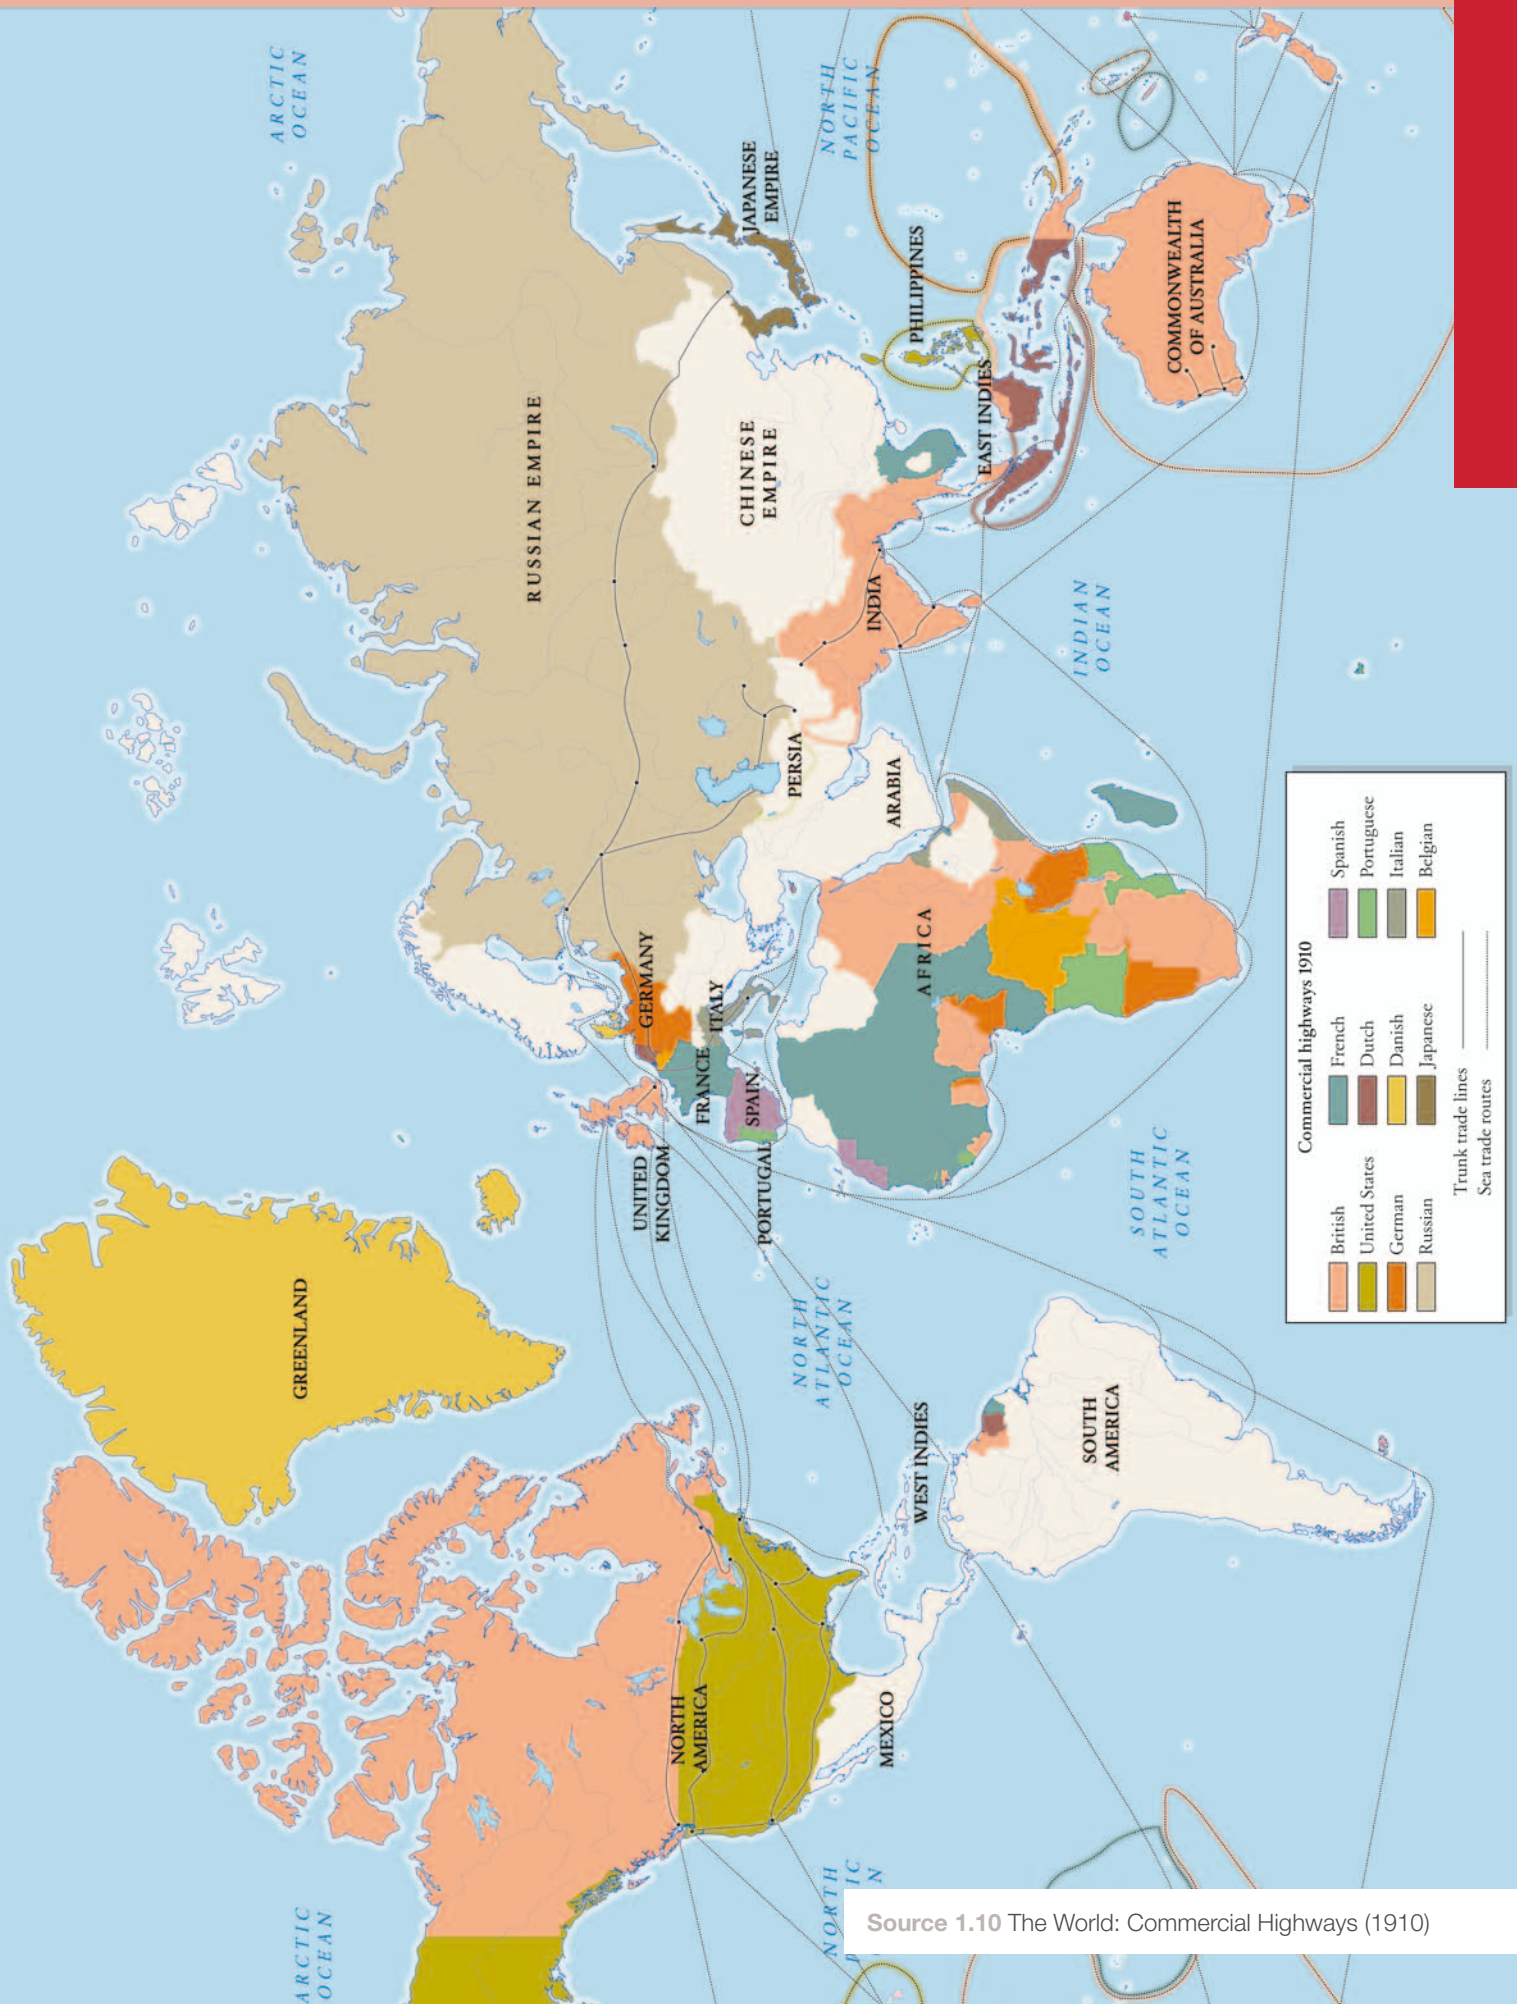 ARCTIC
OCEAN
ARCTIC
OCEAN
GREENLAND
RUSSIAN EMPIRE
NORTH
AMERICA
UNITED
KINGDOM
GERMANY
FRANCE
ITALY
SPAIN
PORTUGAL
CHINESE
EMPIRE
JAPANESE
EMPIRE
PERSIA
ARABIA
INDIA
NORTH
PACIFIC
OCEAN
NORTH
ATLANTIC
OCEAN
NORTH
MEXICO
WEST INDIES
AFRICA
PHILIPPINES
EAST INDIES
SOUTH
AMERICA
SOUTH
ATLANTIC
OCEAN
INDIAN
OCEAN
COMMONWEALTH
OF AUSTRALIA
Commercial highways 1910
British
French
Spanish
United States
Dutch
Portuguese
German
Danish
Italian
Russian
Japanese
Belgian
Trunk trade lines
Sea trade routes
Source 1.10 The World: Commercial Highways (1910)